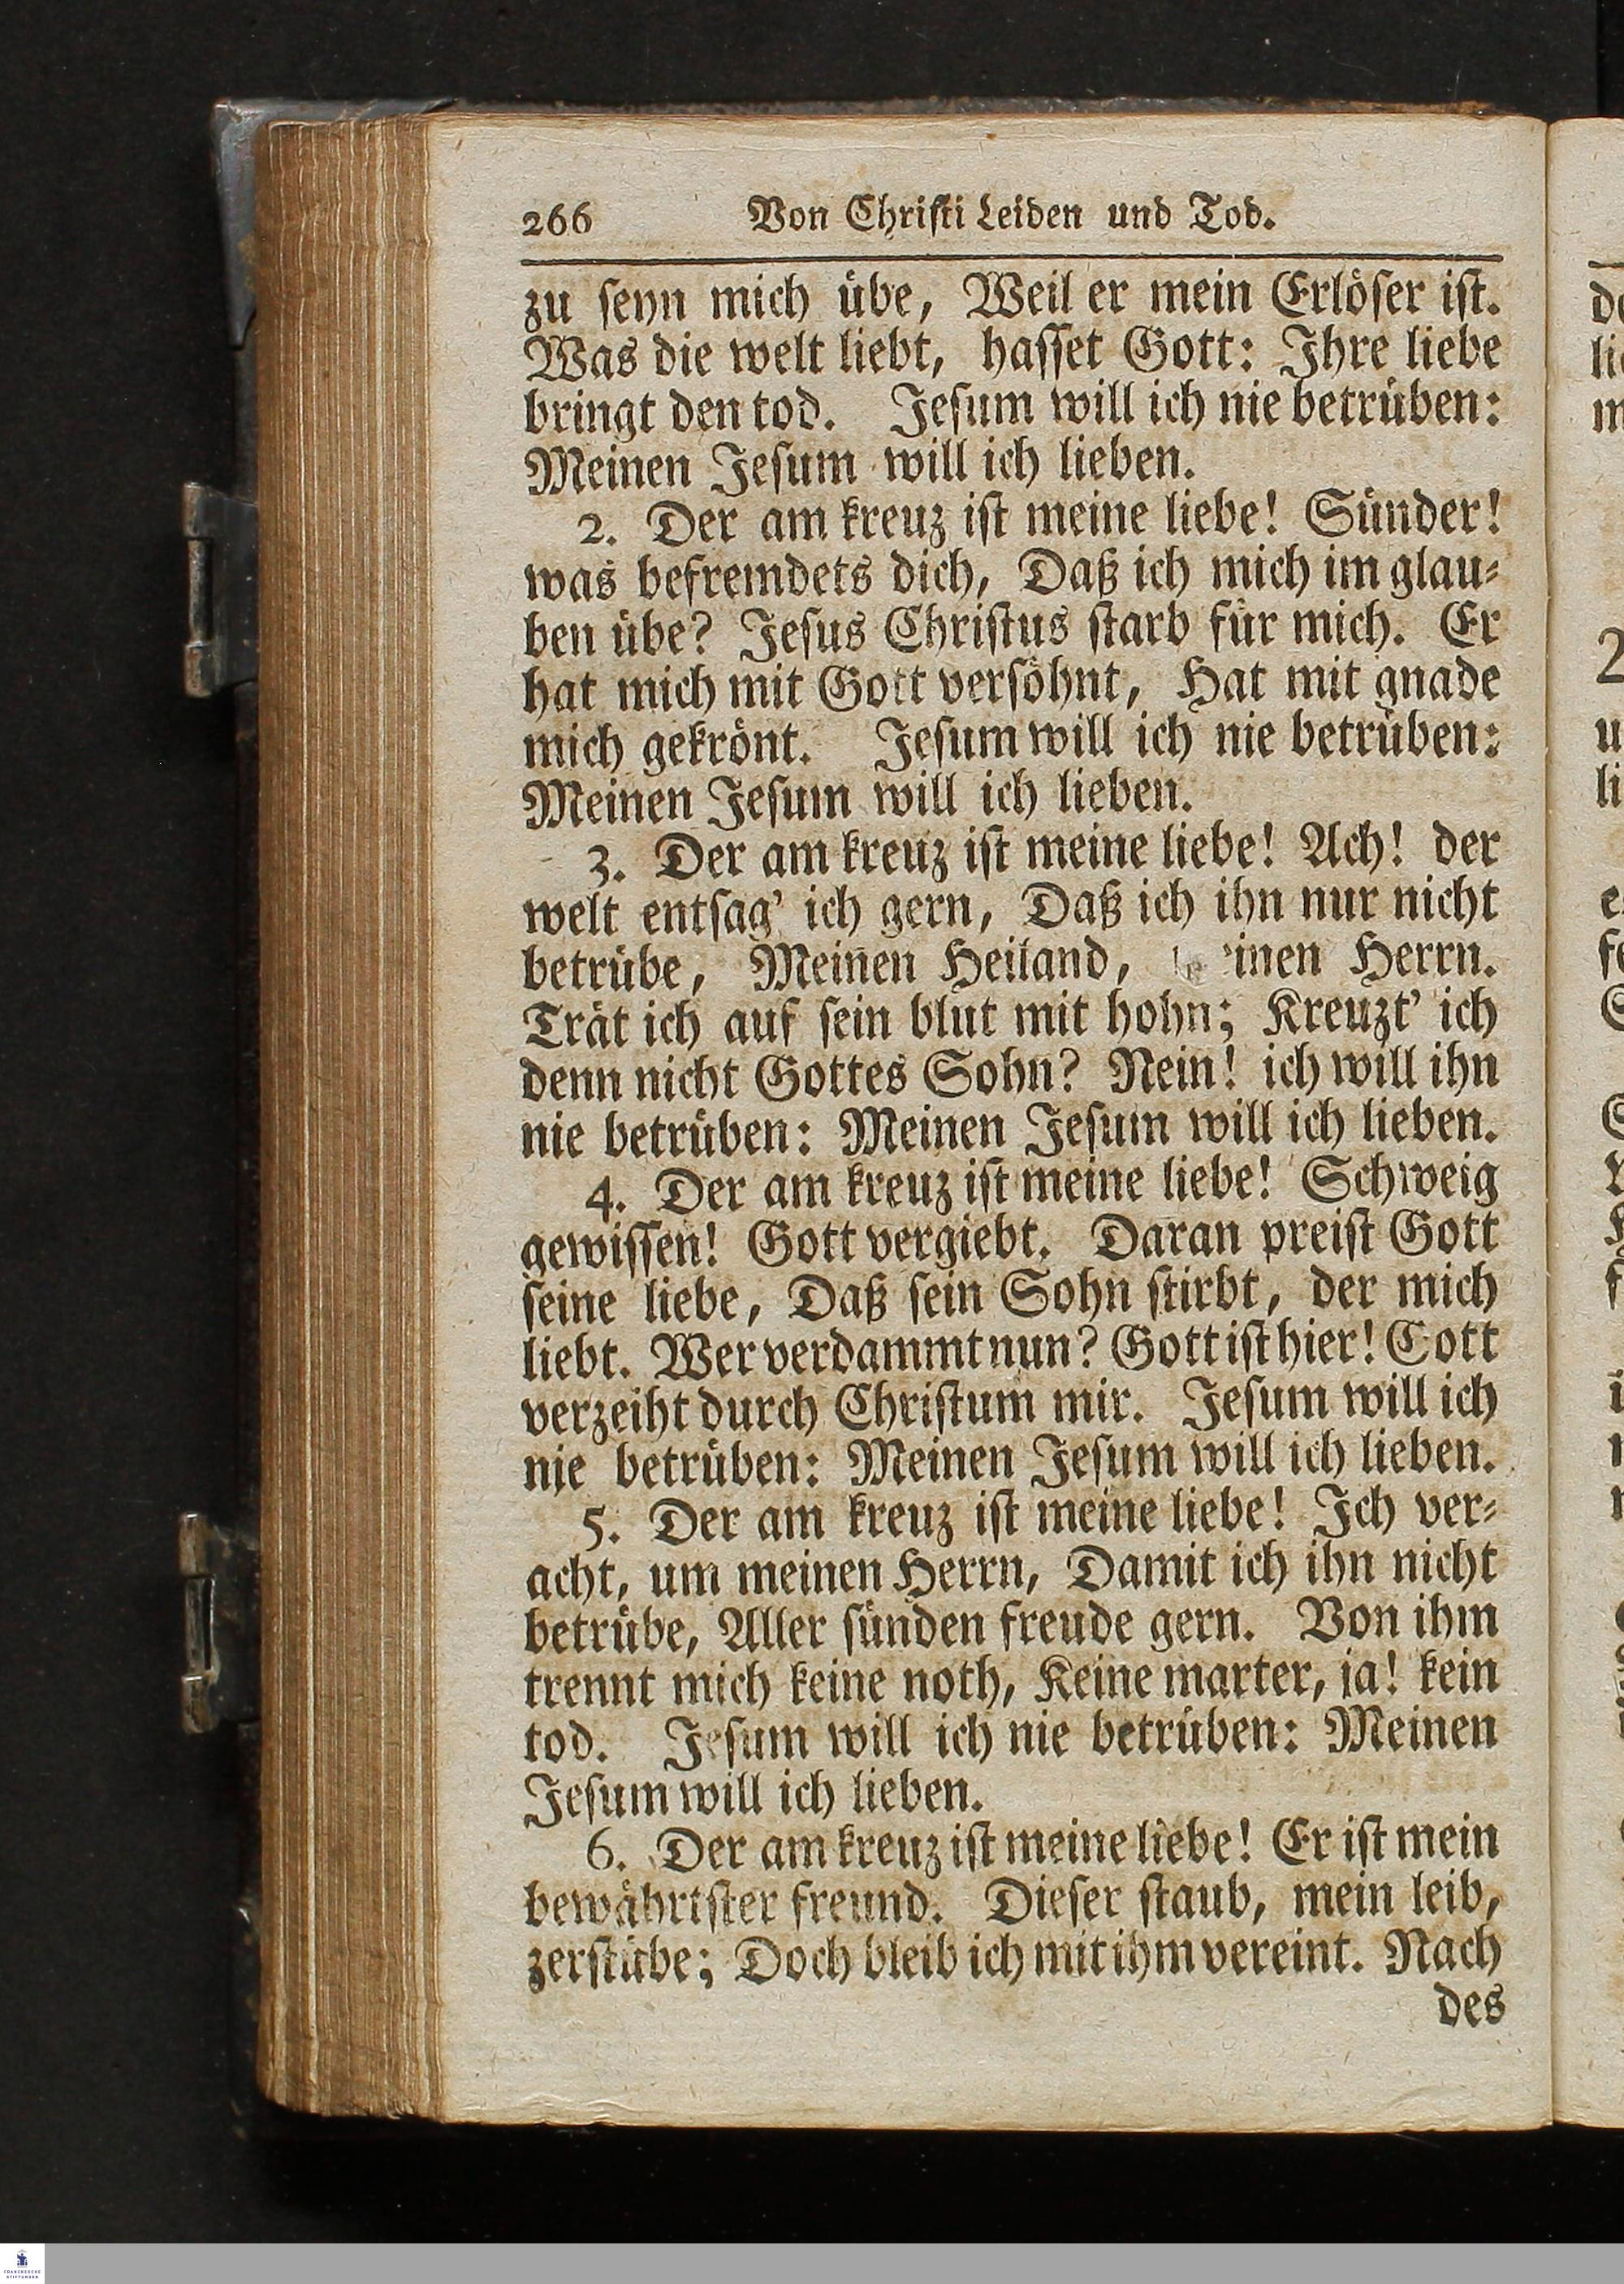 266 Von Christi Leiden und Tod.
zu seyn mich übe, Weil er mein Erlöser ist.
Was die welt liebt, hasset Gott: Ihre liebe
bringt den tod. Jesum will ich nie betrüben:
Meinen Jesum will ich lieben.
2. Der am kreuz ist meine liebe! Sünder!
was befremdets dich, Daß ich mich im glau-
ben übe? Jesus Christus starb für mich. Er
hat mich mit Gott versöhnt, Hat mit gnade
mich gekrönt. Jesum will ich nie betrüben:
Meinen Jesum will ich lieben.
3. Der am kreuz ist meine liebe! Ach! der
welt entsag' ich gern, Daß ich ihn nur nicht
betrübe, Meinen Heiland, Herrn.
Trät ich auf sein blut mit hohn; Kreuzt' ich
denn nicht Gottes Sohn? Nein! ich will ihn
nie betrüben: Meinen Jesum will ich lieben.
4. Der am kreuz ist meine liebe! Schweig
gewissen! Gott vergiebt. Daran preist Gott
seine liebe, Daß sein Sohn stirbt, der mich
liebt. Wer verdammt nun? Gott ist hier! Gott
verzeiht durch Christum mir. Jesum will ich
nie betrüben: Meinen Jesum will ich lieben.
5. Der am kreuz ist meine liebe! Ich ver-
acht, um meinen Herrn, Damit ich ihn nicht
betrübe, Aller sünden freude gern. Von ihm
trennt mich keine noth, Keine marter, ja! kein
tod. Jesum will ich nie betrüben: Meinen
Jesum will ich lieben.
6. Der am kreuz ist meine liebe! Er ist mein
bewährtster freund. Dieser staub, mein leib,
zerstübe; Doch bleib ich mit ihm vereint. Nach
des
FRANCKESCHE
STIFTUNGEN